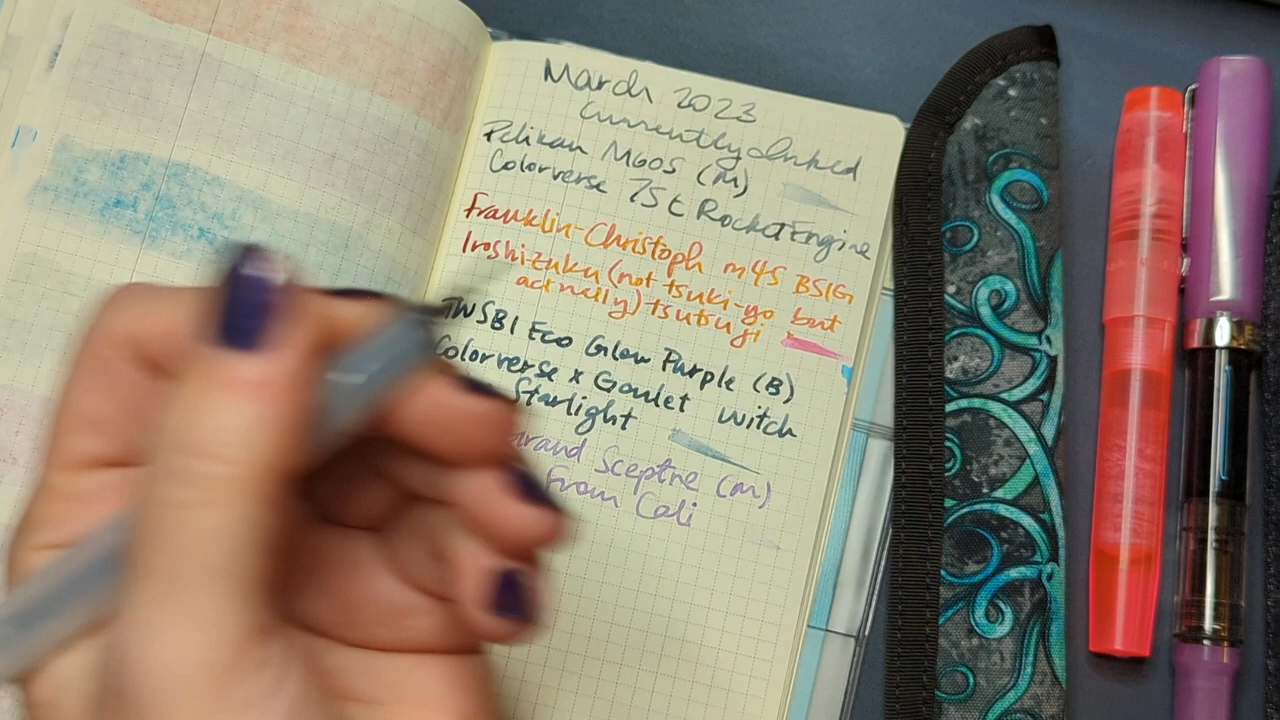 March 2023
Currently Inked
Pelikan M605 (M)
Colorverse 75t Rocket Engine
Franklin-Christoph m45 BSIG
Iroshizuku (not tsuki-yo but
actually) tsutsuji
TWSBI Eco Glow Purple (B)
Colorverse x Goulet Witch
Starlight
Grand Sceptre (M)
From Cali